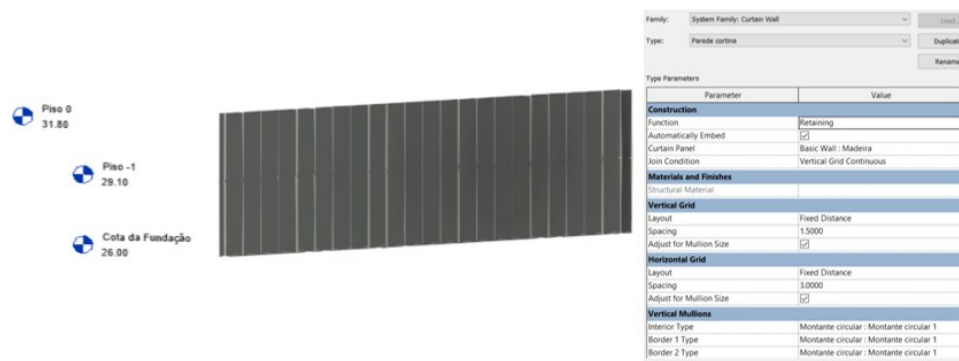 Piso 0
31.80
Piso -1
29.10
Cota da Fundação
26.00
Family: System Family: Curtain Wall Load...
Type: Parede cortina Duplicat
Rename
Type Parameters
Parameter Value
Construction
Function Retaining
Automatically Embed
Curtain Panel Basic Wall : Madeira
Join Condition Vertical Grid Continuous
Materials and Finishes
Structural Material
Vertical Grid
Layout Fixed Distance
Spacing 1.5000
Adjust for Mullion Size
Horizontal Grid
Layout Fixed Distance
Spacing 3.0000
Adjust for Mullion Size
Vertical Mullions
Interior Type Montante circular : Montante circular 1
Border 1 Type Montante circular : Montante circular 1
Border 2 Type Montante circular : Montante circular 1